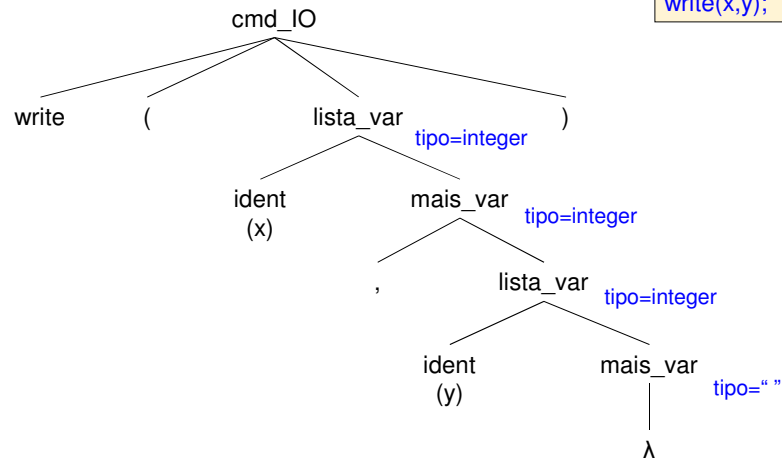 write(x,y);
cmd_IO
write ( lista_var )
tipo=integer
ident mais_var
(x)
tipo=integer
, lista_var
tipo=integer
ident mais_var
(y)
tipo=“ ”
λ